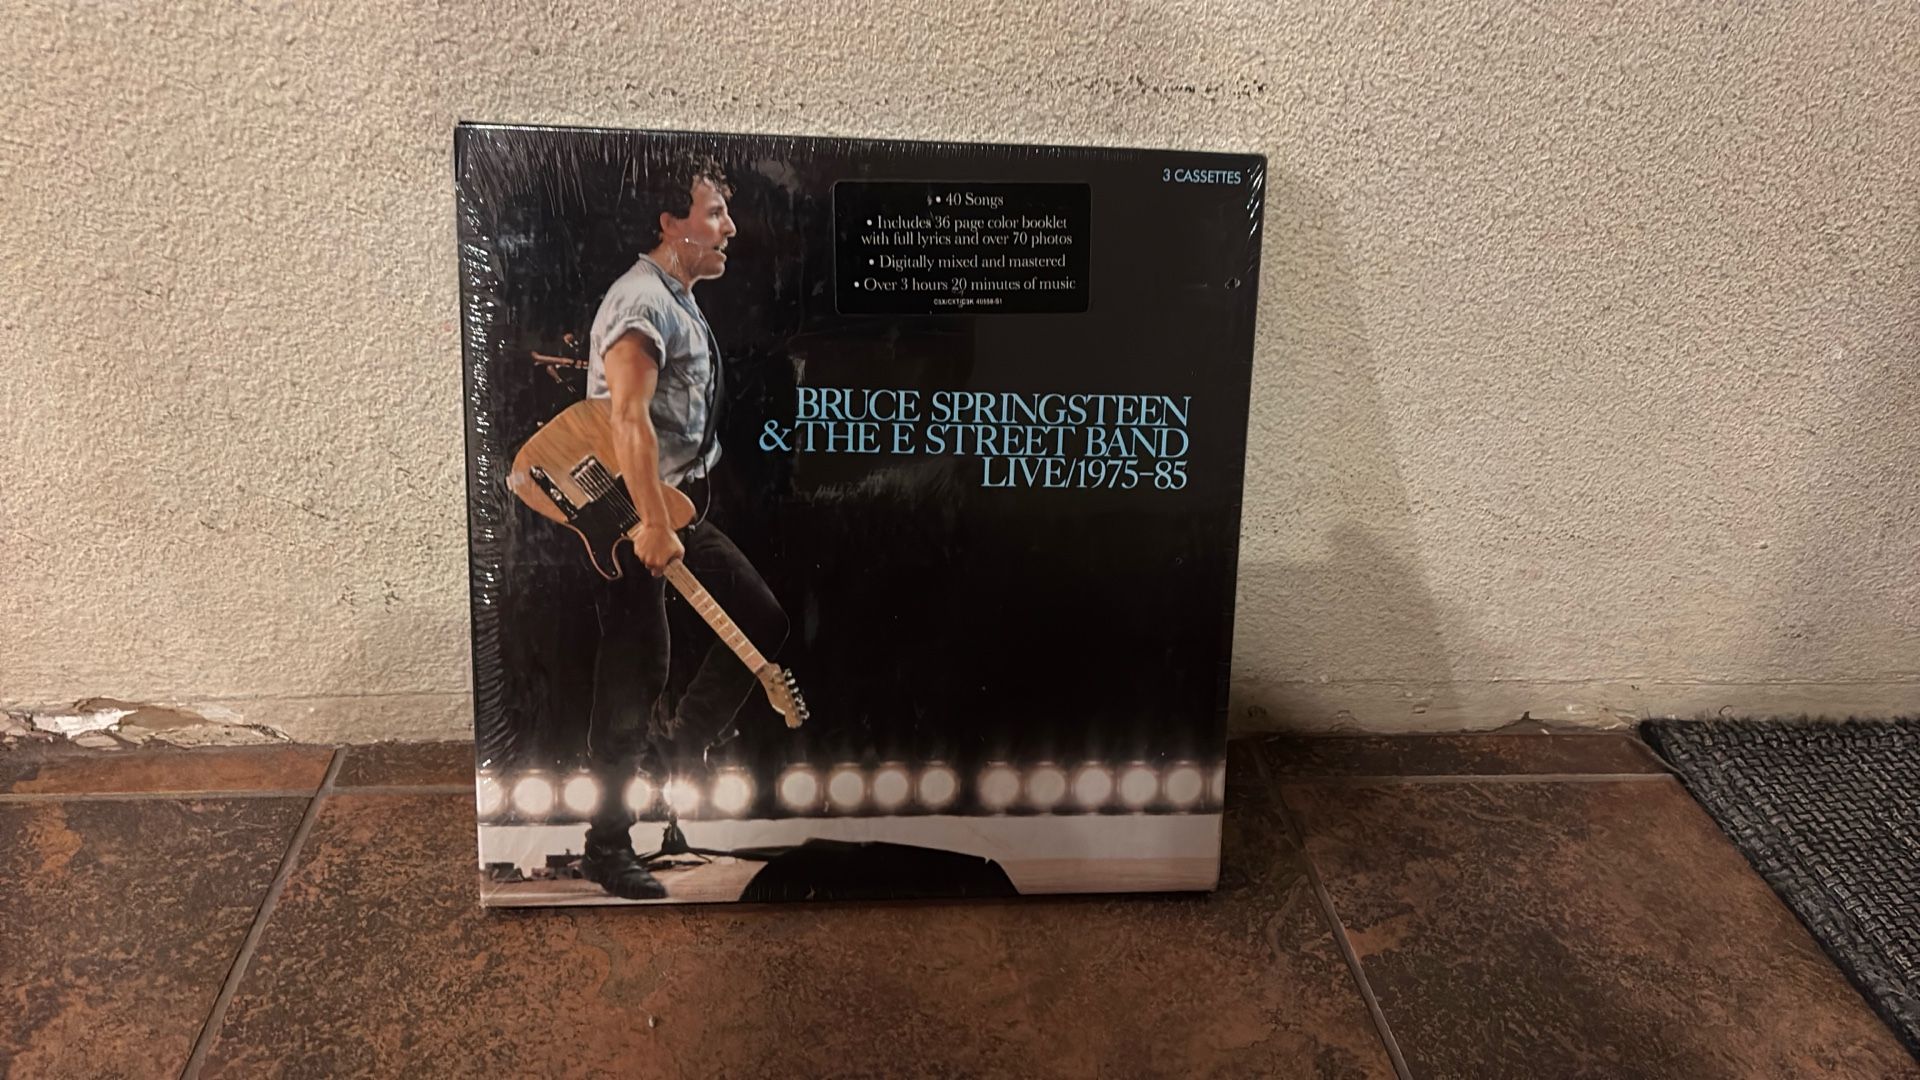 3 CASSETTES
• 40 Songs
• Includes 36 page color booklet
with full lyrics and over 70 photos
• Digitally mixed and mastered
• Over 3 hours 20 minutes of music
BRUCE SPRINGSTEEN
& THE E STREET BAND
LIVE/1975-85